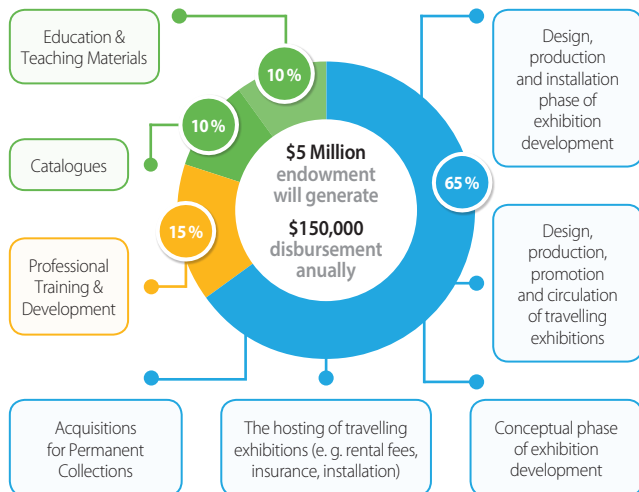 Education &
Teaching Materials
10%
Design,
production
and installation
phase of
exhibition
development
Catalogues
10%
$5 Million
endowment
will generate
$150,000
disbursement
annually
65%
15%
Professional
Training &
Development
Design,
production,
promotion
and circulation
of travelling
exhibitions
Acquisitions
for Permanent
Collections
The hosting of travelling
exhibitions (e. g. rental fees,
insurance, installation)
Conceptual phase
of exhibition
development